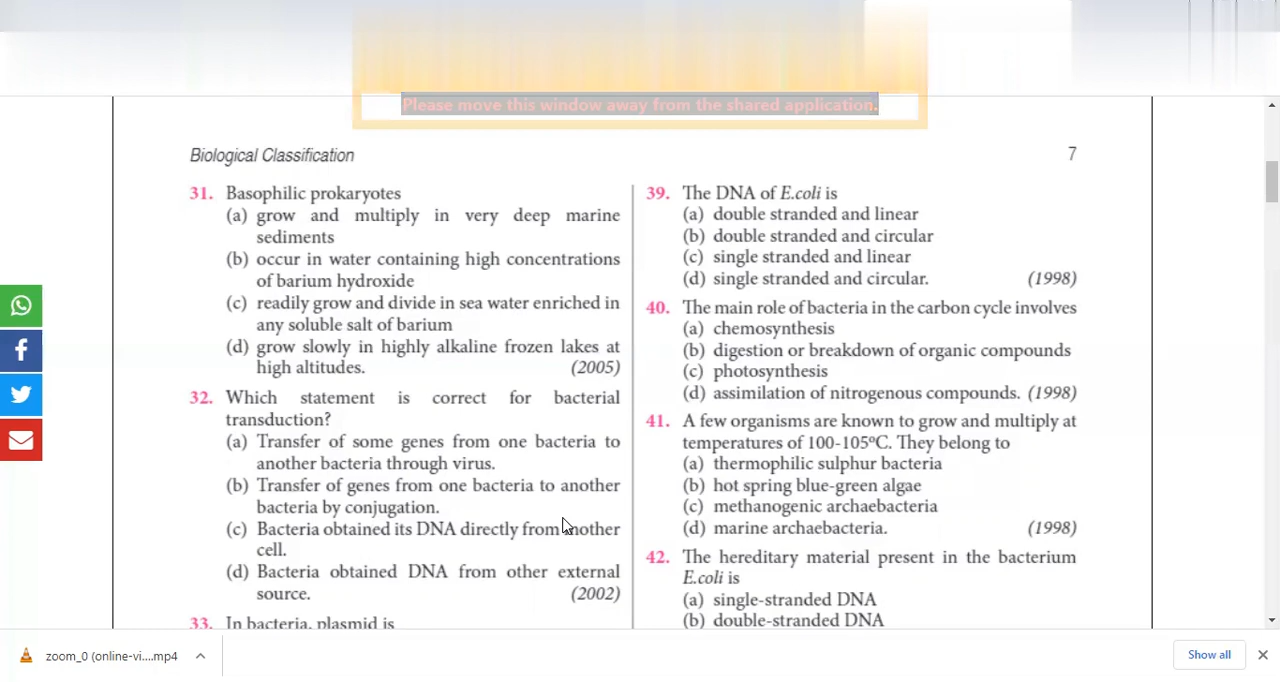 Please move this window away from the shared application.
Biological Classification
7
31. Basophilic prokaryotes
(a) grow and multiply in very deep marine
sediments
(b) occur in water containing high concentrations
of barium hydroxide
(c) readily grow and divide in sea water enriched in
any soluble salt of barium
(d) grow slowly in highly alkaline frozen lakes at
high altitudes. (2005)
32. Which statement is correct for bacterial
transduction?
(a) Transfer of some genes from one bacteria to
another bacteria through virus.
(b) Transfer of genes from one bacteria to another
bacteria by conjugation.
(c) Bacteria obtained its DNA directly from mother
cell.
(d) Bacteria obtained DNA from other external
source. (2002)
33. In bacteria, plasmid is
39. The DNA of E.coli is
(a) double stranded and linear
(b) double stranded and circular
(c) single stranded and linear
(d) single stranded and circular. (1998)
40. The main role of bacteria in the carbon cycle involves
(a) chemosynthesis
(b) digestion or breakdown of organic compounds
(c) photosynthesis
(d) assimilation of nitrogenous compounds. (1998)
41. A few organisms are known to grow and multiply at
temperatures of 100-105ºC. They belong to
(a) thermophilic sulphur bacteria
(b) hot spring blue-green algae
(c) methanogenic archaebacteria
(d) marine archaebacteria. (1998)
42. The hereditary material present in the bacterium
E.coli is
(a) single-stranded DNA
(b) double-stranded DNA
zoom_0 (online-vi....mp4
Show all